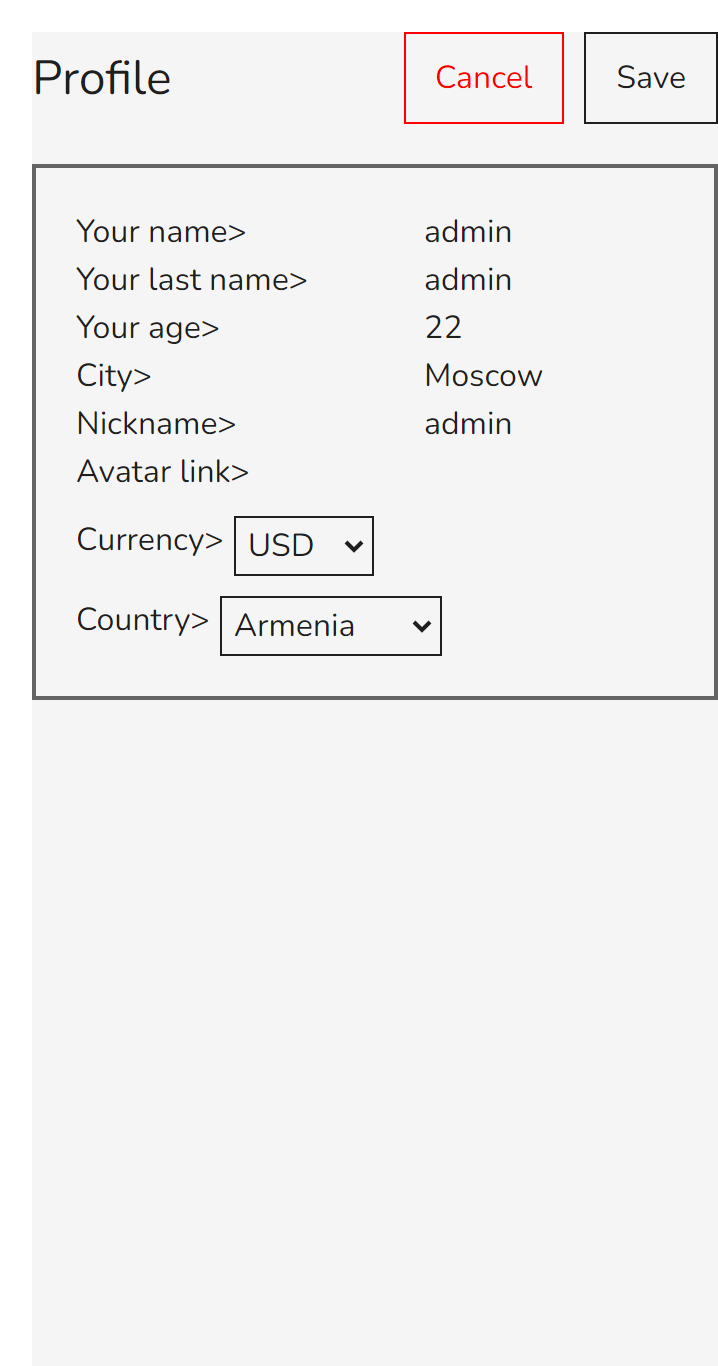 Profile Cancel Save
Your name> admin
Your last name> admin
Your age> 22
City> Moscow
Nickname> admin
Avatar link>
Currency> USD
Country> Armenia